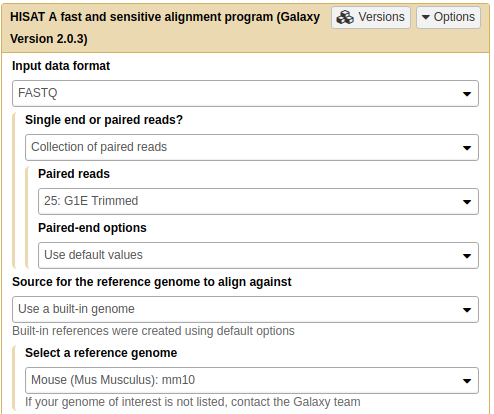 HISAT A fast and sensitive alignment program (Galaxy Version 2.0.3)
Versions
Options
Input data format
FASTQ
Single end or paired reads?
Collection of paired reads
Paired reads
25: G1E Trimmed
Paired-end options
Use default values
Source for the reference genome to align against
Use a built-in genome
Built-in references were created using default options
Select a reference genome
Mouse (Mus Musculus): mm10
If your genome of interest is not listed, contact the Galaxy team